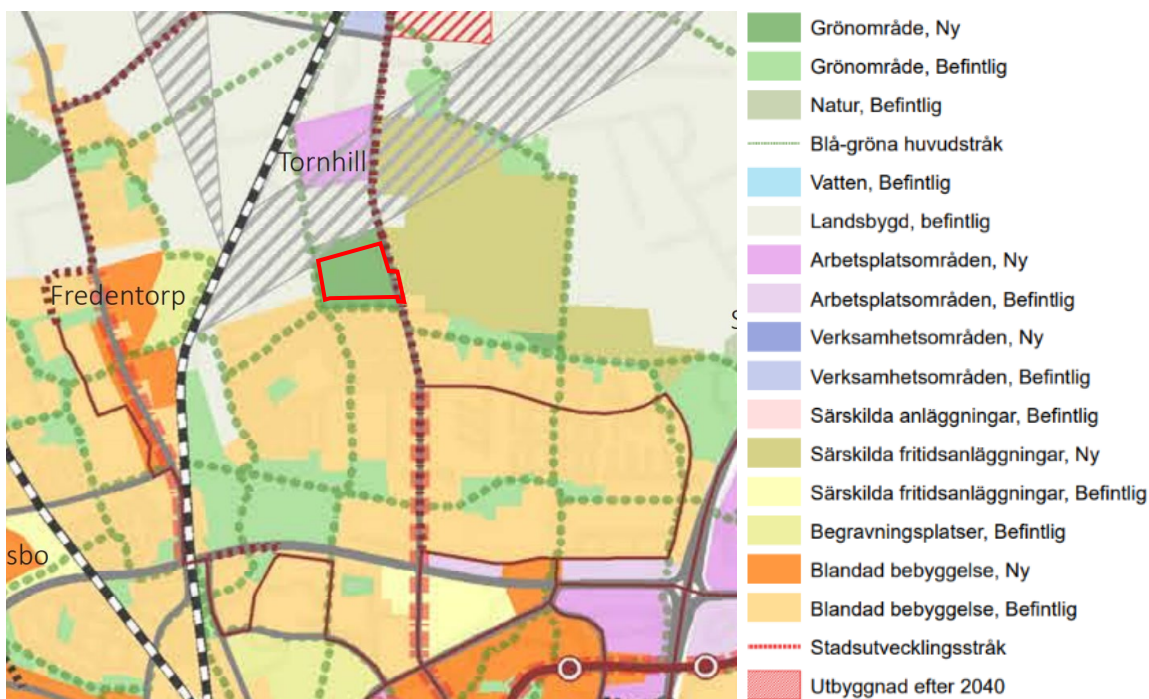 Tornhill
Fredentorp
sbo
S
Grönområde, Ny
Grönområde, Befintlig
Natur, Befintlig
Blå-gröna huvudstråk
Vatten, Befintlig
Landsbygd, befintlig
Arbetsplatsområden, Ny
Arbetsplatsområden, Befintlig
Verksamhetsområden, Ny
Verksamhetsområden, Befintlig
Särskilda anläggningar, Befintlig
Särskilda fritidsanläggningar, Ny
Särskilda fritidsanläggningar, Befintlig
Begravningsplatser, Befintlig
Blandad bebyggelse, Ny
Blandad bebyggelse, Befintlig
Stadsutvecklingsstråk
Utbyggnad efter 2040